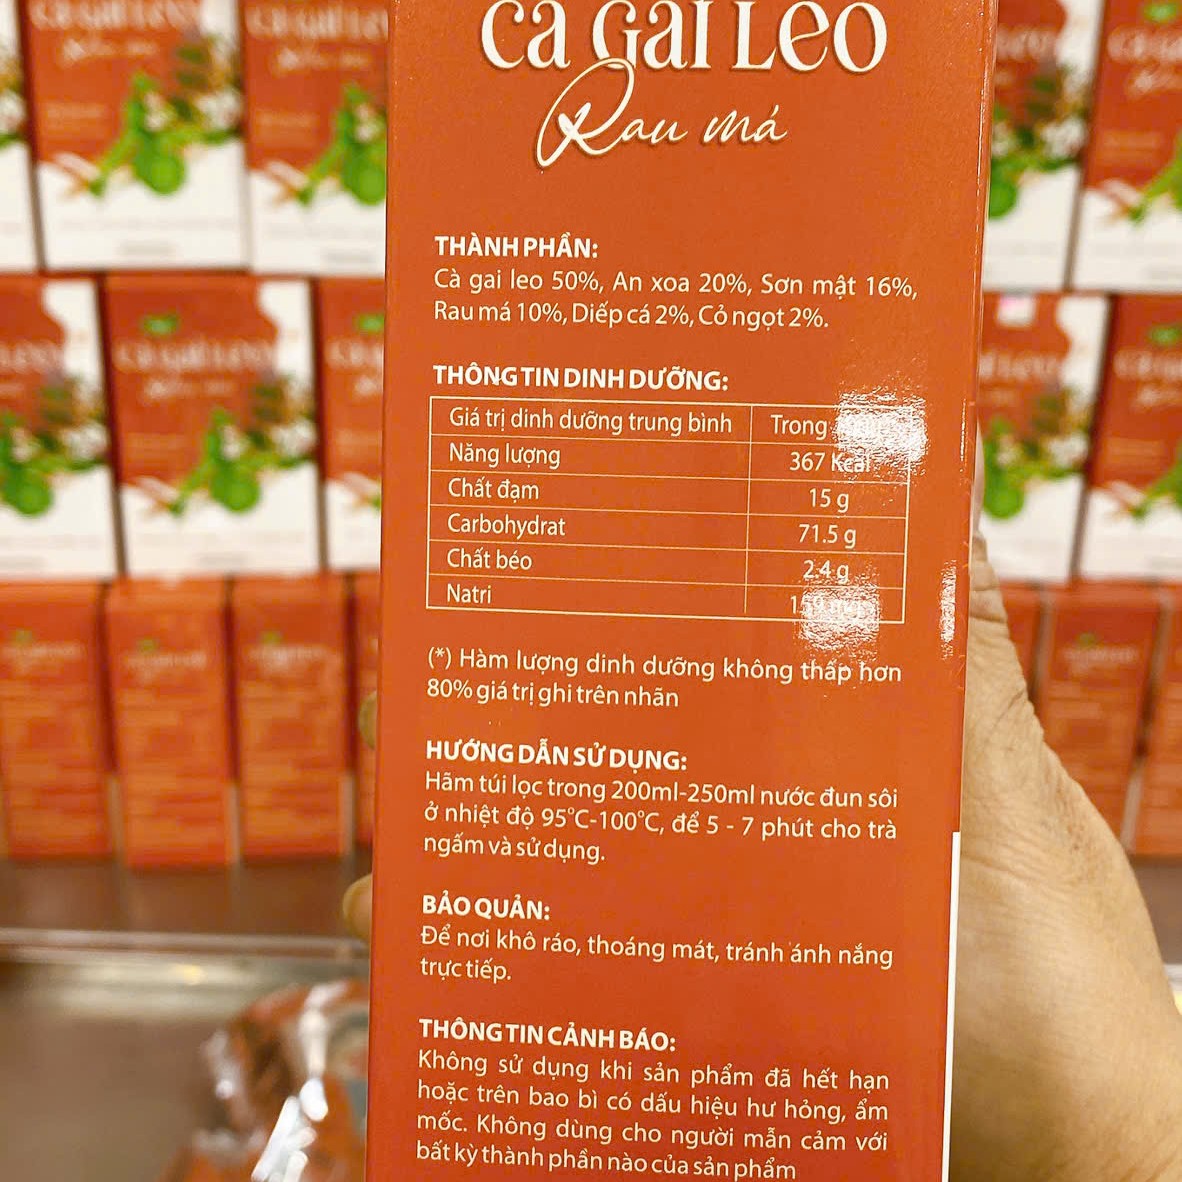 Cà Gai Leo
Rau má
THÀNH PHẦN:
Cà gai leo 50%, An xoa 20%, Sơn mật 16%,
Rau má 10%, Diếp cá 2%, Cỏ ngọt 2%.
THÔNG TIN DINH DƯỠNG:
Giá trị dinh dưỡng trung bình Trong
Năng lượng 367 Kcal
Chất đạm 15 g
Carbohydrat 71.5 g
Chất béo 2.4 g
Natri
(*) Hàm lượng dinh dưỡng không thấp hơn
80% giá trị ghi trên nhãn
HƯỚNG DẪN SỬ DỤNG:
Hãm túi lọc trong 200ml-250ml nước đun sôi
ở nhiệt độ 95°C-100°C, để 5 - 7 phút cho trà
ngấm và sử dụng.
BẢO QUẢN:
Để nơi khô ráo, thoáng mát, tránh ánh nắng
trực tiếp.
THÔNG TIN CẢNH BÁO:
Không sử dụng khi sản phẩm đã hết hạn
hoặc trên bao bì có dấu hiệu hư hỏng, ẩm
mốc. Không dùng cho người mẫn cảm với
bất kỳ thành phần nào của sản phẩm